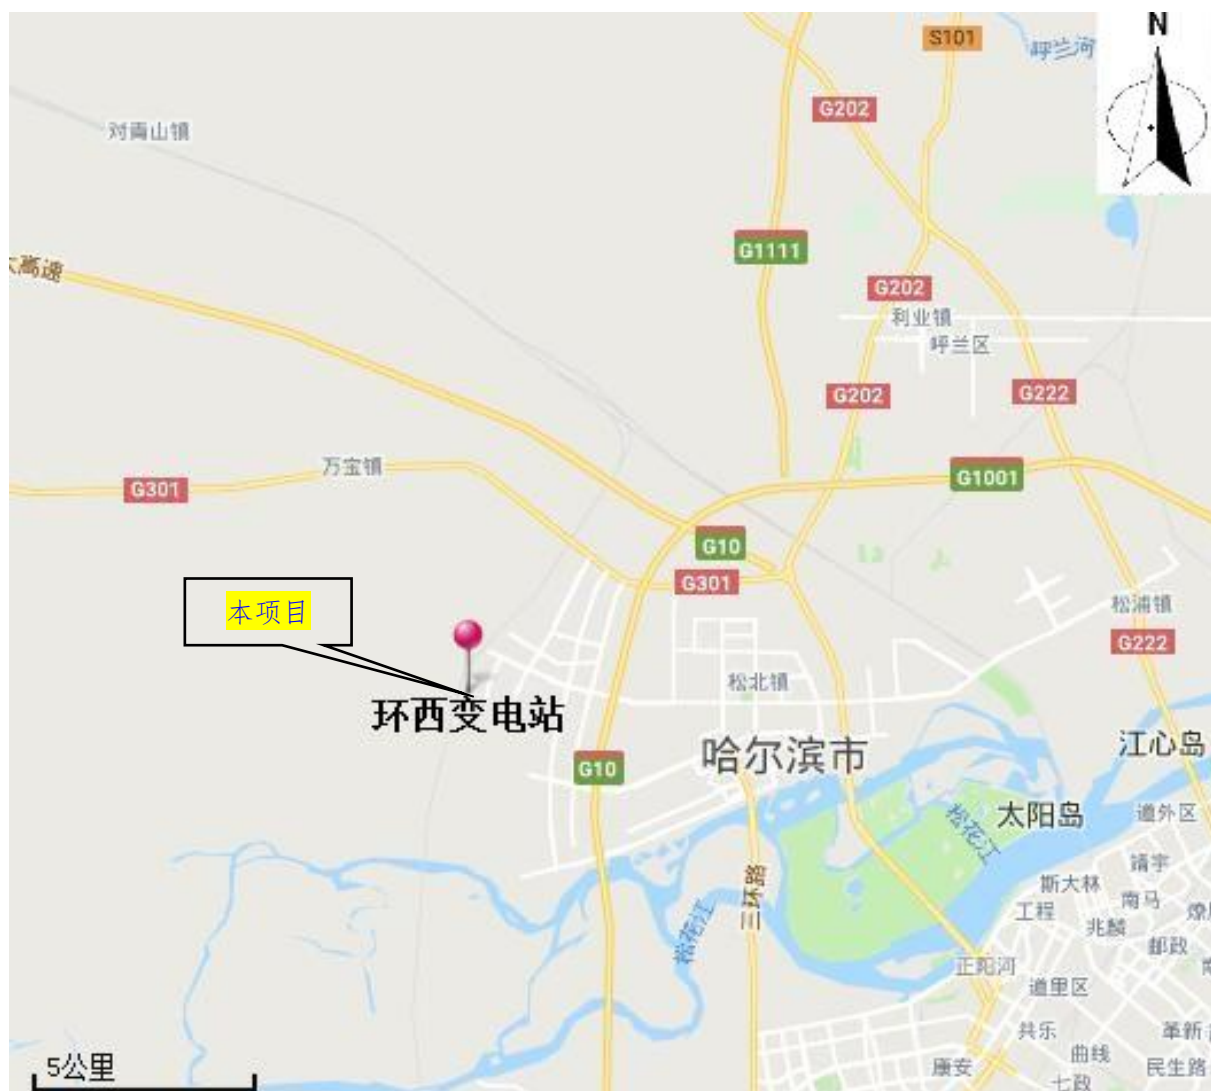 N
S101
呼兰河
G202
对青山镇
G1111
大高速
G202
利业镇
呼兰区
G202
G222
万宝镇
G301
G1001
G10
G301
本项目
松浦镇
G222
松北镇
环西变电站
哈尔滨市
江心岛
G10
太阳岛
道外区
松花江
靖宇
斯大林
三环路
南马
工程
松花江
兆麟
邮政
正阳河
道里区
共乐
革新
曲线
康安
民生路
七政
5公里